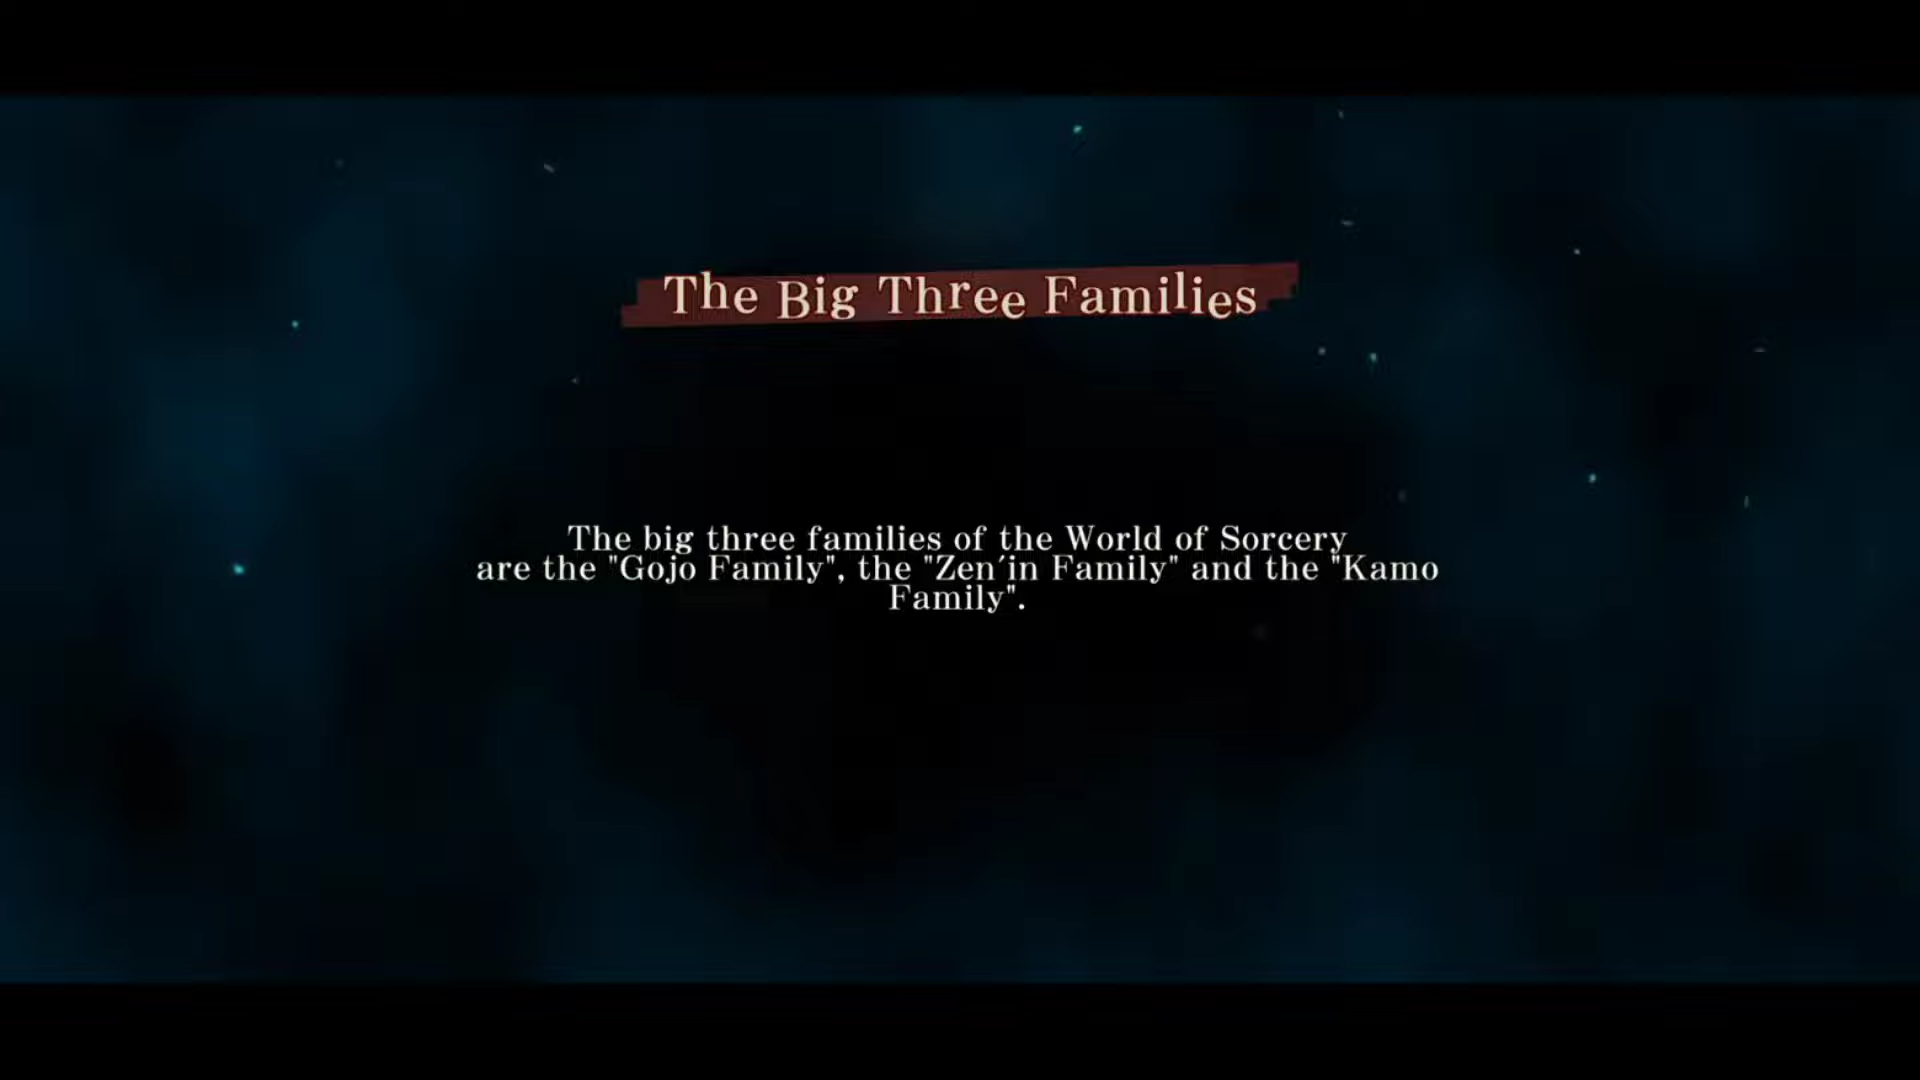 The Big Three Families
The big three families of the World of Sorcery
are the "Gojo Family", the "Zen´in Family" and the "Kamo
Family".